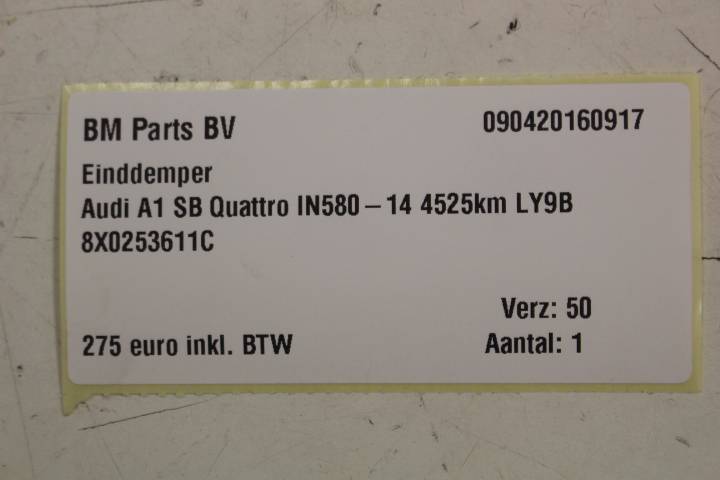 BM Parts BV 090420160917
Einddemper
Audi A1 SB Quattro IN580-14 4525km LY9B
8X0253611C
Verz: 50
275 euro inkl. BTW Aantal: 1